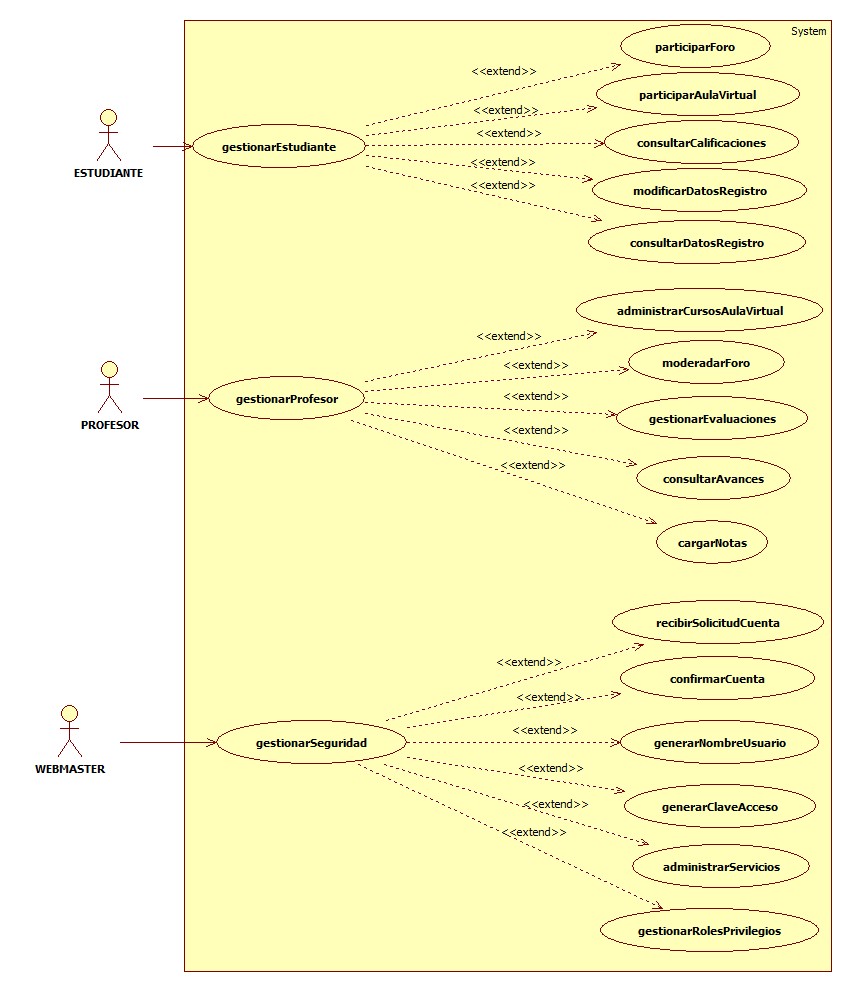 System
participarForo
<<extend>>
participarAulaVirtual
<<extend>>
gestionarEstudiante
<<extend>>
consultarCalificaciones
ESTUDIANTE
<<extend>>
modificarDatosRegistro
<<extend>>
consultarDatosRegistro
administrarCursosAulaVirtual
<<extend>>
moderadarForo
<<extend>>
gestionarProfesor
<<extend>>
gestionarEvaluaciones
PROFESOR
<<extend>>
consultarAvances
<<extend>>
cargarNotas
recibirSolicitudCuenta
<<extend>>
confirmarCuenta
<<extend>>
gestionarSeguridad
<<extend>>
generarNombreUsuario
WEBMASTER
<<extend>>
generarClaveAcceso
<<extend>>
administrarServicios
<<extend>>
gestionarRolesPrivilegios